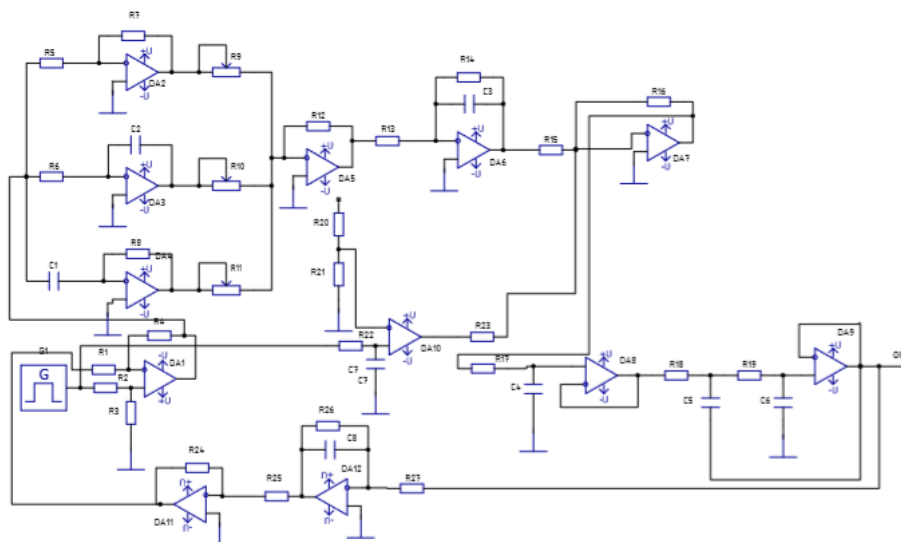 R7
R5
+U
DA2
-U
R9
C2
R6
+U
DA3
-U
R10
R8
C1
DA4
+U
-U
R11
R12
+U
DA5
-U
R13
R14
C3
+U
DA6
-U
R15
R16
+U
DA7
-U
R20
R21
+U
DA10
-U
R23
R22
C?
C?
R4
G1
G
R1
R2
R3
-U
DA1
+U
R17
C4
+U
DA8
-U
R18
R19
C5
C6
+U
DA9
-U
R24
n+
DA11
n-
R25
R26
C8
DA12
n+
n-
R27